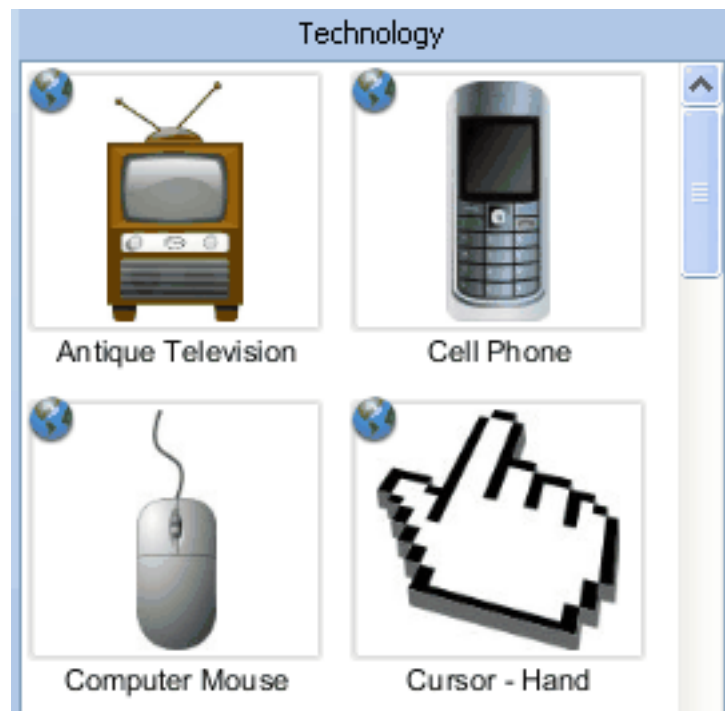 Technology
Antique Television
Cell Phone
Computer Mouse
Cursor - Hand